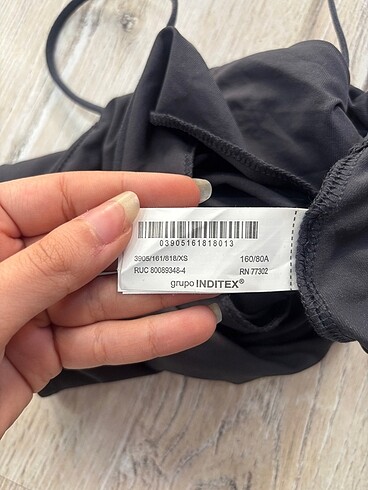 03905161818013
3905/161/818/XS 160/80A
RUC 80089348-4 RN 77302
grupo INDITEX®